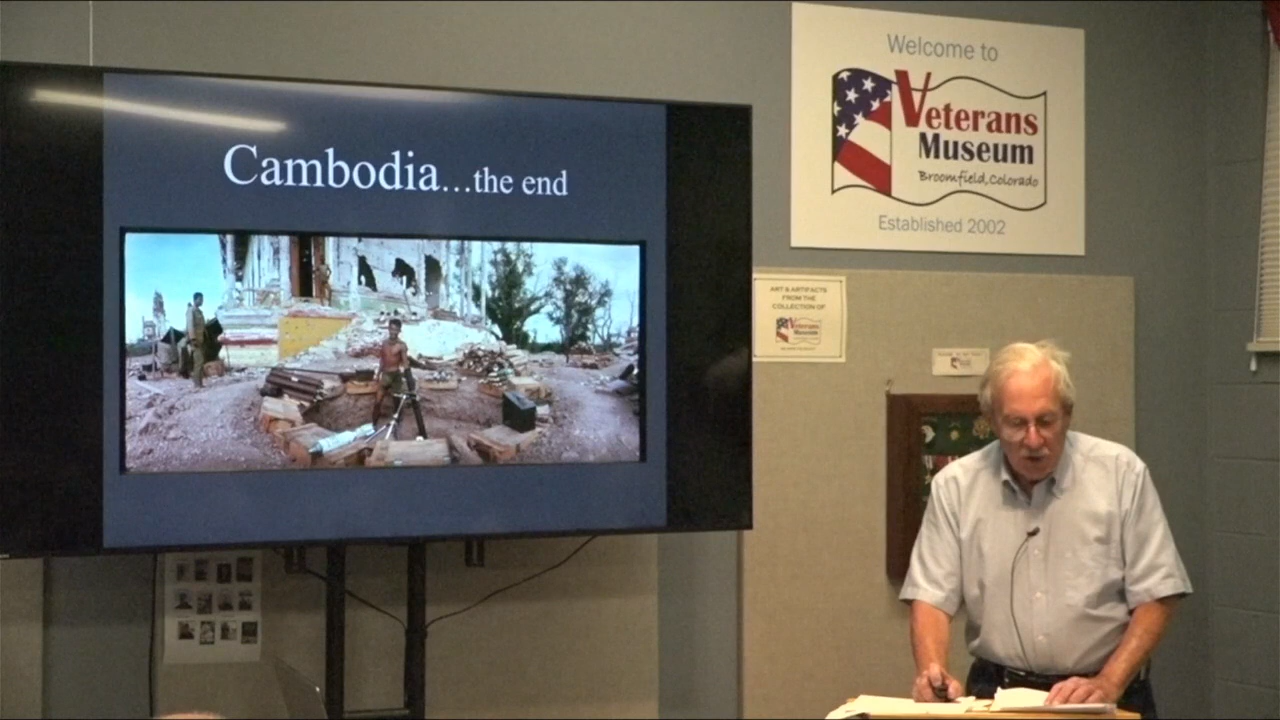 Cambodia...the end
Welcome to
Veterans
Museum
Broomfield, Colorado
Established 2002
ART & ARTIFACTS
FROM THE
COLLECTION OF
Veterans
Museum